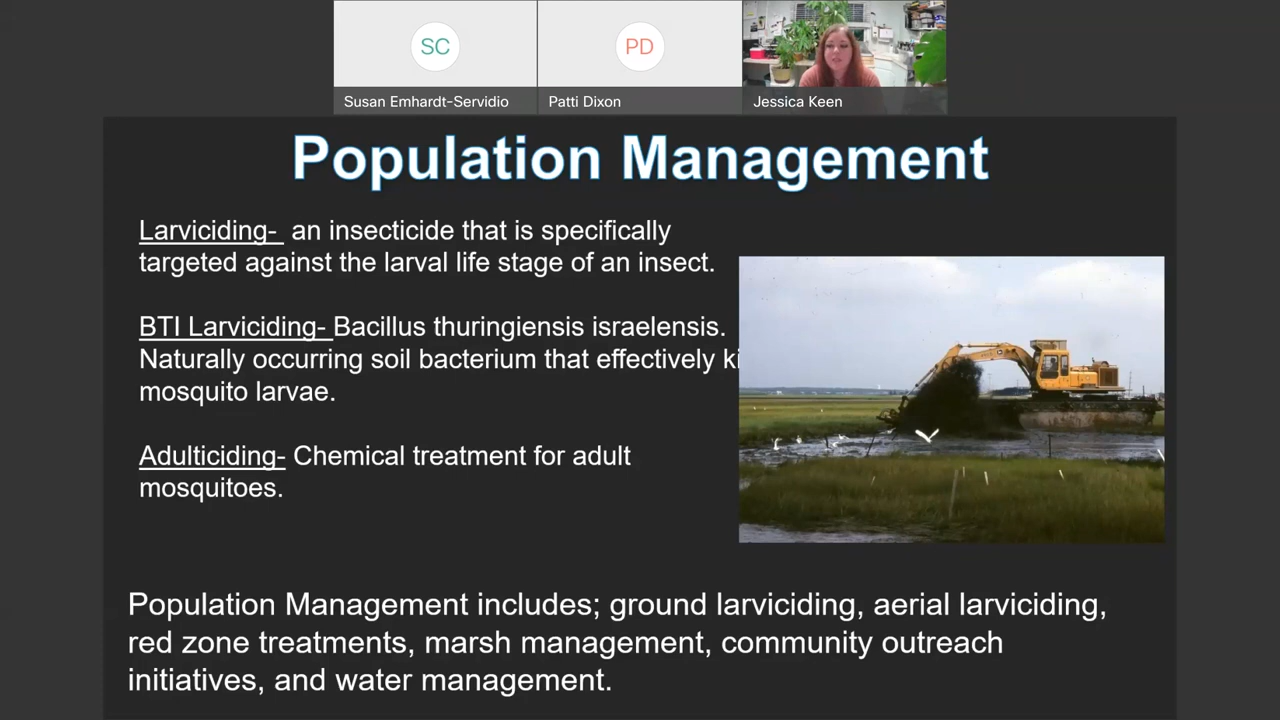 SC
PD
Susan Emhardt-Servidio
Patti Dixon
Jessica Keen
Population Management
Larviciding- an insecticide that is specifically
targeted against the larval life stage of an insect.
BTI Larviciding- Bacillus thuringiensis israelensis.
Naturally occurring soil bacterium that effectively
mosquito larvae.
Adulticiding- Chemical treatment for adult
mosquitoes.
Population Management includes; ground larviciding, aerial larviciding,
red zone treatments, marsh management, community outreach
initiatives, and water management.